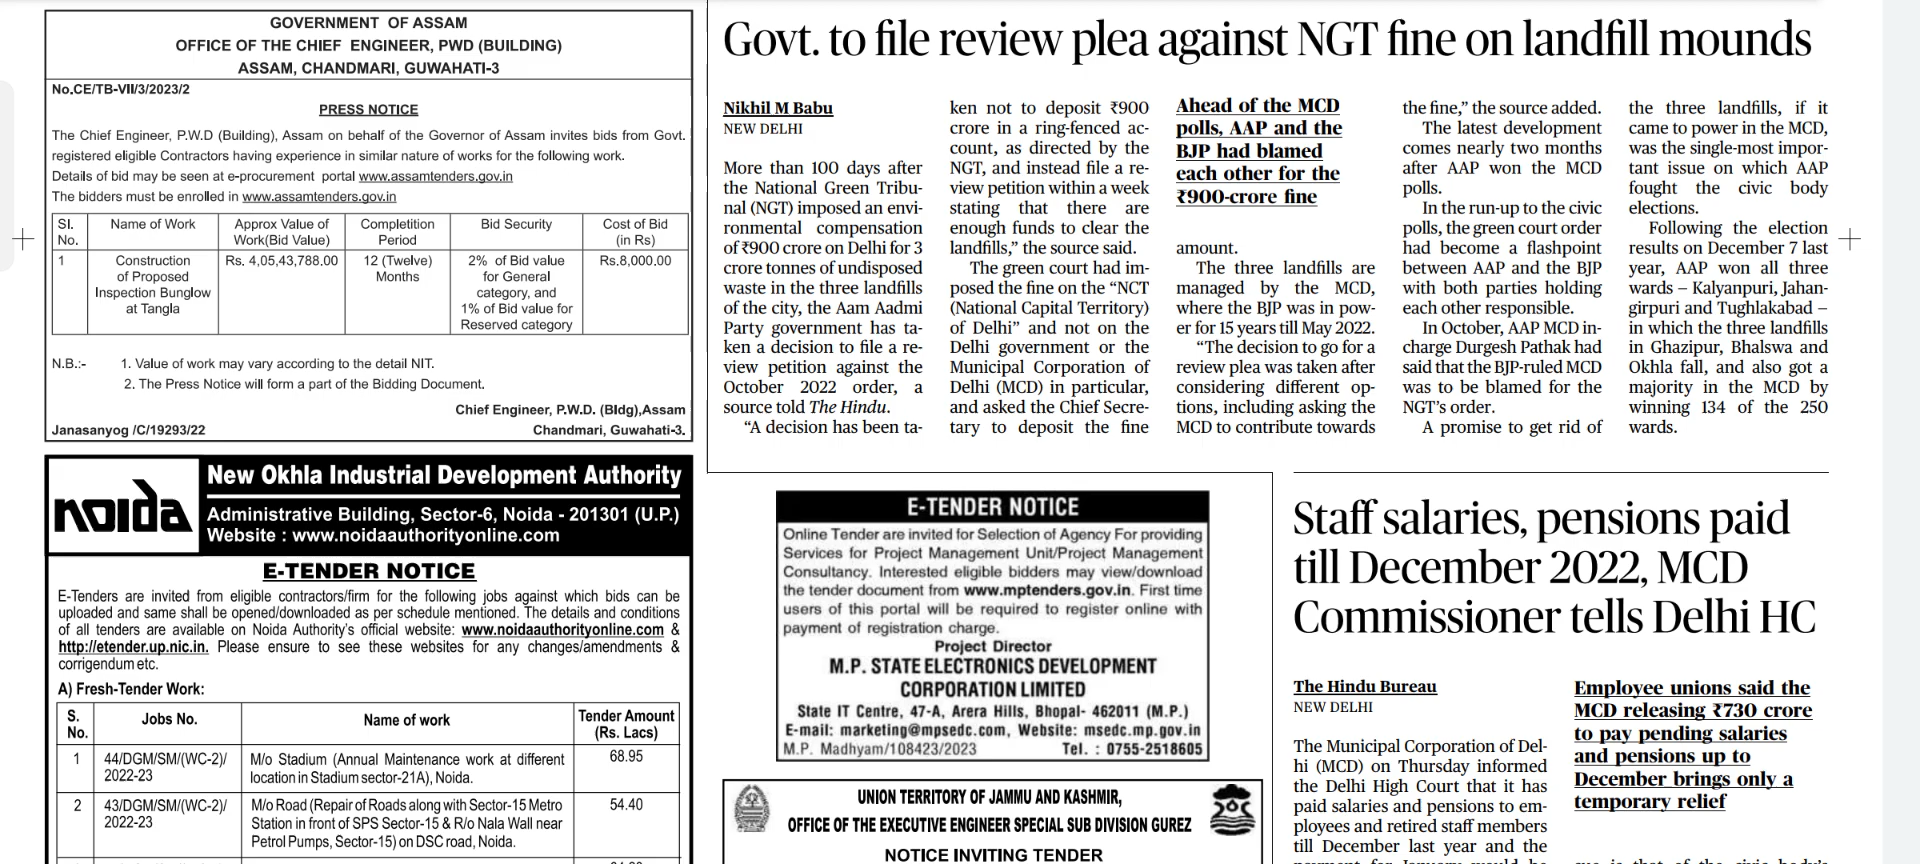 GOVERNMENT OF ASSAM
OFFICE OF THE CHIEF ENGINEER, PWD (BUILDING)
ASSAM, CHANDMARI, GUWAHATI-3
No.CE/TB-VII/3/2023/2
PRESS NOTICE
The Chief Engineer, P.W.D (Building), Assam on behalf of the Governor of Assam invites bids from Govt.
registered eligible Contractors having experience in similar nature of works for the following work.
Details of bid may be seen at e-procurement portal www.assamtenders.gov.in
The bidders must be enrolled in www.assamtenders.gov.in
Sl. No.
Name of Work
Approx Value of Work(Bid Value)
Completition Period
Bid Security
Cost of Bid (in Rs)
1
Construction
of Proposed
Inspection Bunglow
at Tangla
Rs. 4,05,43,788.00
12 (Twelve)
Months
2% of Bid value
for General
category, and
1% of Bid value for
Reserved category
Rs.8,000.00
N.B.:- 1. Value of work may vary according to the detail NIT.
2. The Press Notice will form a part of the Bidding Document.
Chief Engineer, P.W.D. (Bldg),Assam
Janasanyog /C/19293/22 Chandmari, Guwahati-3.
noida
New Okhla Industrial Development Authority
Administrative Building, Sector-6, Noida - 201301 (U.P.)
Website : www.noidaauthorityonline.com
E-TENDER NOTICE
E-Tenders are invited from eligible contractors/firm for the following jobs against which bids can be
uploaded and same shall be opened/downloaded as per schedule mentioned. The details and conditions
of all tenders are available on Noida Authority's official website: www.noidaauthorityonline.com &
http://etender.up.nic.in. Please ensure to see these websites for any changes/amendments &
corrigendum etc.
A) Fresh-Tender Work:
S. No.
Jobs No.
Name of work
Tender Amount (Rs. Lacs)
1
44/DGM/SM/(WC-2)/
2022-23
M/o Stadium (Annual Maintenance work at different
location in Stadium sector-21A), Noida.
68.95
2
43/DGM/SM/(WC-2)/
2022-23
M/o Road (Repair of Roads along with Sector-15 Metro
Station in front of SPS Sector-15 & R/o Nala Wall near
Petrol Pumps, Sector-15) on DSC road, Noida.
54.40
Govt. to file review plea against NGT fine on landfill mounds
Nikhil M Babu
NEW DELHI
More than 100 days after
the National Green Tribu-
nal (NGT) imposed an envi-
ronmental compensation
of ₹900 crore on Delhi for 3
crore tonnes of undisposed
waste in the three landfills
of the city, the Aam Aadmi
Party government has ta-
ken a decision to file a re-
view petition against the
October 2022 order, a
source told The Hindu.
“A decision has been ta-
ken not to deposit ₹900
crore in a ring-fenced ac-
count, as directed by the
NGT, and instead file a re-
view petition within a week
stating that there are
enough funds to clear the
landfills,” the source said.
The green court had im-
posed the fine on the “NCT
(National Capital Territory)
of Delhi” and not on the
Delhi government or the
Municipal Corporation of
Delhi (MCD) in particular,
and asked the Chief Secre-
tary to deposit the fine
Ahead of the MCD
polls, AAP and the
BJP had blamed
each other for the
₹900-crore fine
amount.
The three landfills are
managed by the MCD,
where the BJP was in pow-
er for 15 years till May 2022.
“The decision to go for a
review plea was taken after
considering different op-
tions, including asking the
MCD to contribute towards
the fine,” the source added.
The latest development
comes nearly two months
after AAP won the MCD
polls.
In the run-up to the civic
polls, the green court order
had become a flashpoint
between AAP and the BJP
with both parties holding
each other responsible.
In October, AAP MCD in-
charge Durgesh Pathak had
said that the BJP-ruled MCD
was to be blamed for the
NGT’s order.
A promise to get rid of
the three landfills, if it
came to power in the MCD,
was the single-most impor-
tant issue on which AAP
fought the civic body
elections.
Following the election
results on December 7 last
year, AAP won all three
wards – Kalyanpuri, Jahan-
girpuri and Tughlakabad –
in which the three landfills
in Ghazipur, Bhalswa and
Okhla fall, and also got a
majority in the MCD by
winning 134 of the 250
wards.
E-TENDER NOTICE
Online Tender are invited for Selection of Agency For providing
Services for Project Management Unit/Project Management
Consultancy. Interested eligible bidders may view/download
the tender document from www.mptenders.gov.in. First time
users of this portal will be required to register online with
payment of registration charge.
Project Director
M.P. STATE ELECTRONICS DEVELOPMENT
CORPORATION LIMITED
State IT Centre, 47-A, Arera Hills, Bhopal- 462011 (M.P.)
E-mail: marketing@mpsedc.com, Website: msedc.mp.gov.in
M.P. Madhyam/108423/2023 Tel. : 0755-2518605
UNION TERRITORY OF JAMMU AND KASHMIR,
OFFICE OF THE EXECUTIVE ENGINEER SPECIAL SUB DIVISION GUREZ
NOTICE INVITING TENDER
Staff salaries, pensions paid
till December 2022, MCD
Commissioner tells Delhi HC
The Hindu Bureau
NEW DELHI
The Municipal Corporation of Del-
hi (MCD) on Thursday informed
the Delhi High Court that it has
paid salaries and pensions to em-
ployees and retired staff members
till December last year and the
Employee unions said the
MCD releasing ₹730 crore
to pay pending salaries
and pensions up to
December brings only a
temporary relief